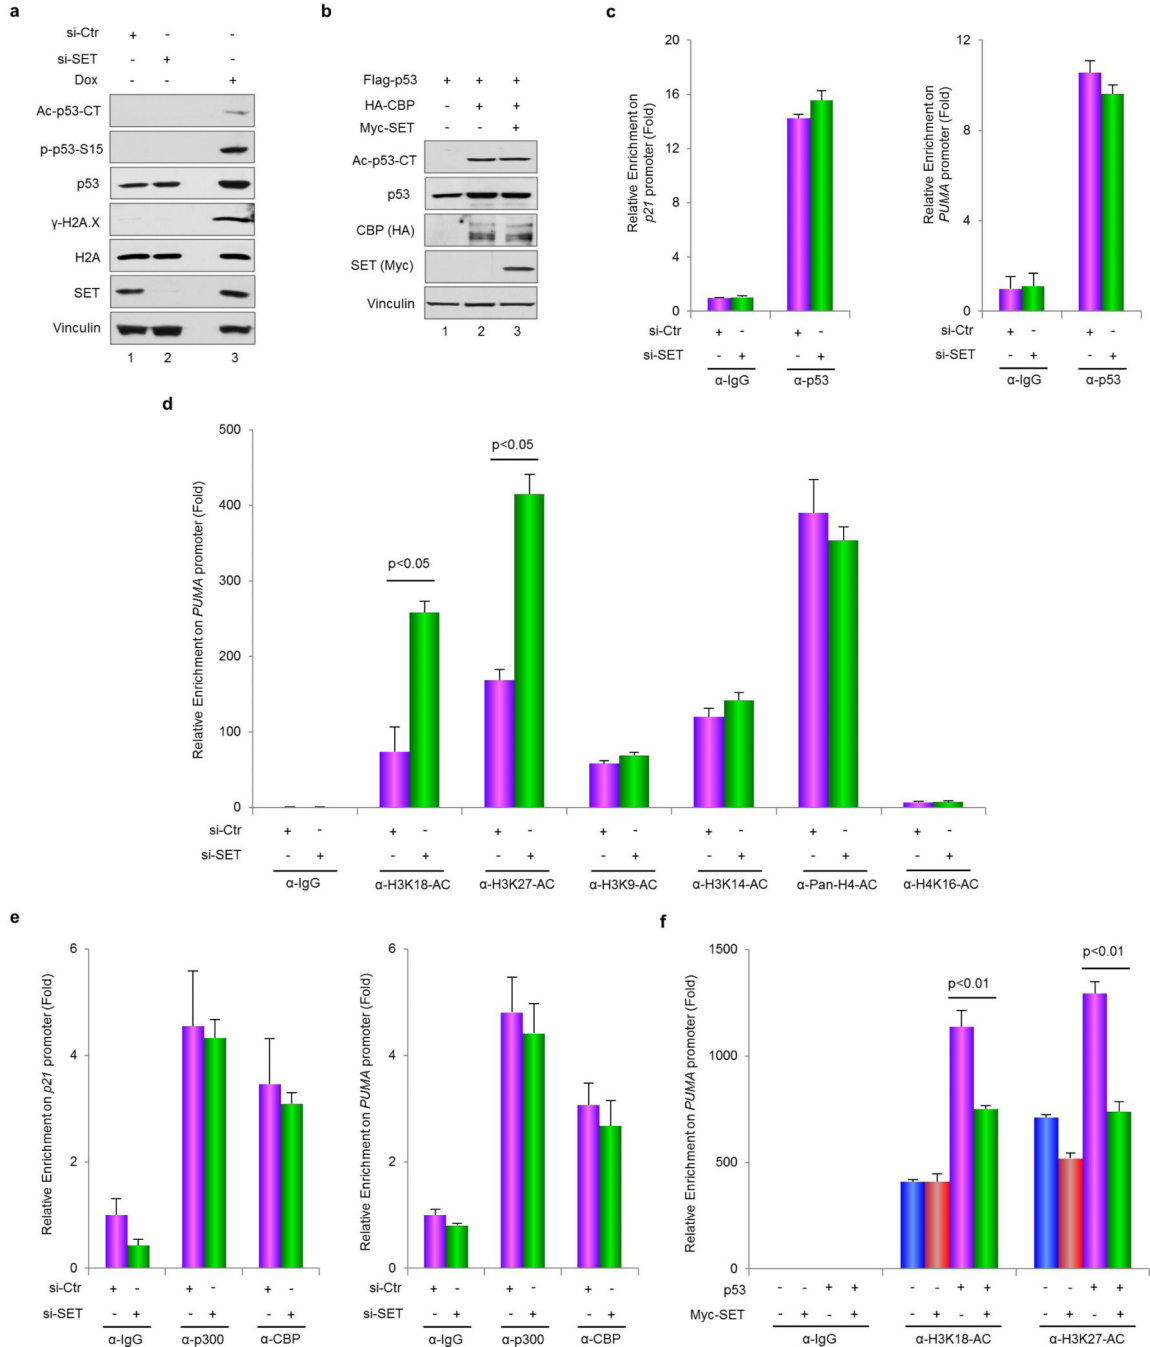 a
si-Ctr + - -
si-SET - + -
Dox - - +
Ac-p53-CT
p-p53-S15
p53
γ-H2A.X
H2A
SET
Vinculin
1 2 3
b
Flag-p53 + + +
HA-CBP - + +
Myc-SET - - +
Ac-p53-CT
p53
CBP (HA)
SET (Myc)
Vinculin
1 2 3
c
Relative Enrichment on
p21 promoter (Fold)
20
16
12
8
4
0
si-Ctr + - + -
si-SET - + - +
α-IgG α-p53
Relative Enrichment on
PUMA promoter (Fold)
12
8
4
0
si-Ctr + - + -
si-SET - + - +
α-IgG α-p53
d
Relative Enrichment on PUMA promoter (Fold)
500
400
300
200
100
0
p<0.05
p<0.05
si-Ctr + - + - + - + - + - + - + -
si-SET - + - + - + - + - + - + - +
α-IgG α-H3K18-AC α-H3K27-AC α-H3K9-AC α-H3K14-AC α-Pan-H4-AC α-H4K16-AC
e
Relative Enrichment on p21 promoter (Fold)
6
4
2
0
si-Ctr + - + - + -
si-SET - + - + - +
α-IgG α-p300 α-CBP
Relative Enrichment on PUMA promoter (Fold)
6
4
2
0
si-Ctr + - + - + -
si-SET - + - + - +
α-IgG α-p300 α-CBP
f
Relative Enrichment on PUMA promoter (Fold)
1500
1000
500
0
p<0.01
p<0.01
p53 - - + + - - + + - - + +
Myc-SET - + - + - + - + - + - +
α-IgG α-H3K18-AC α-H3K27-AC